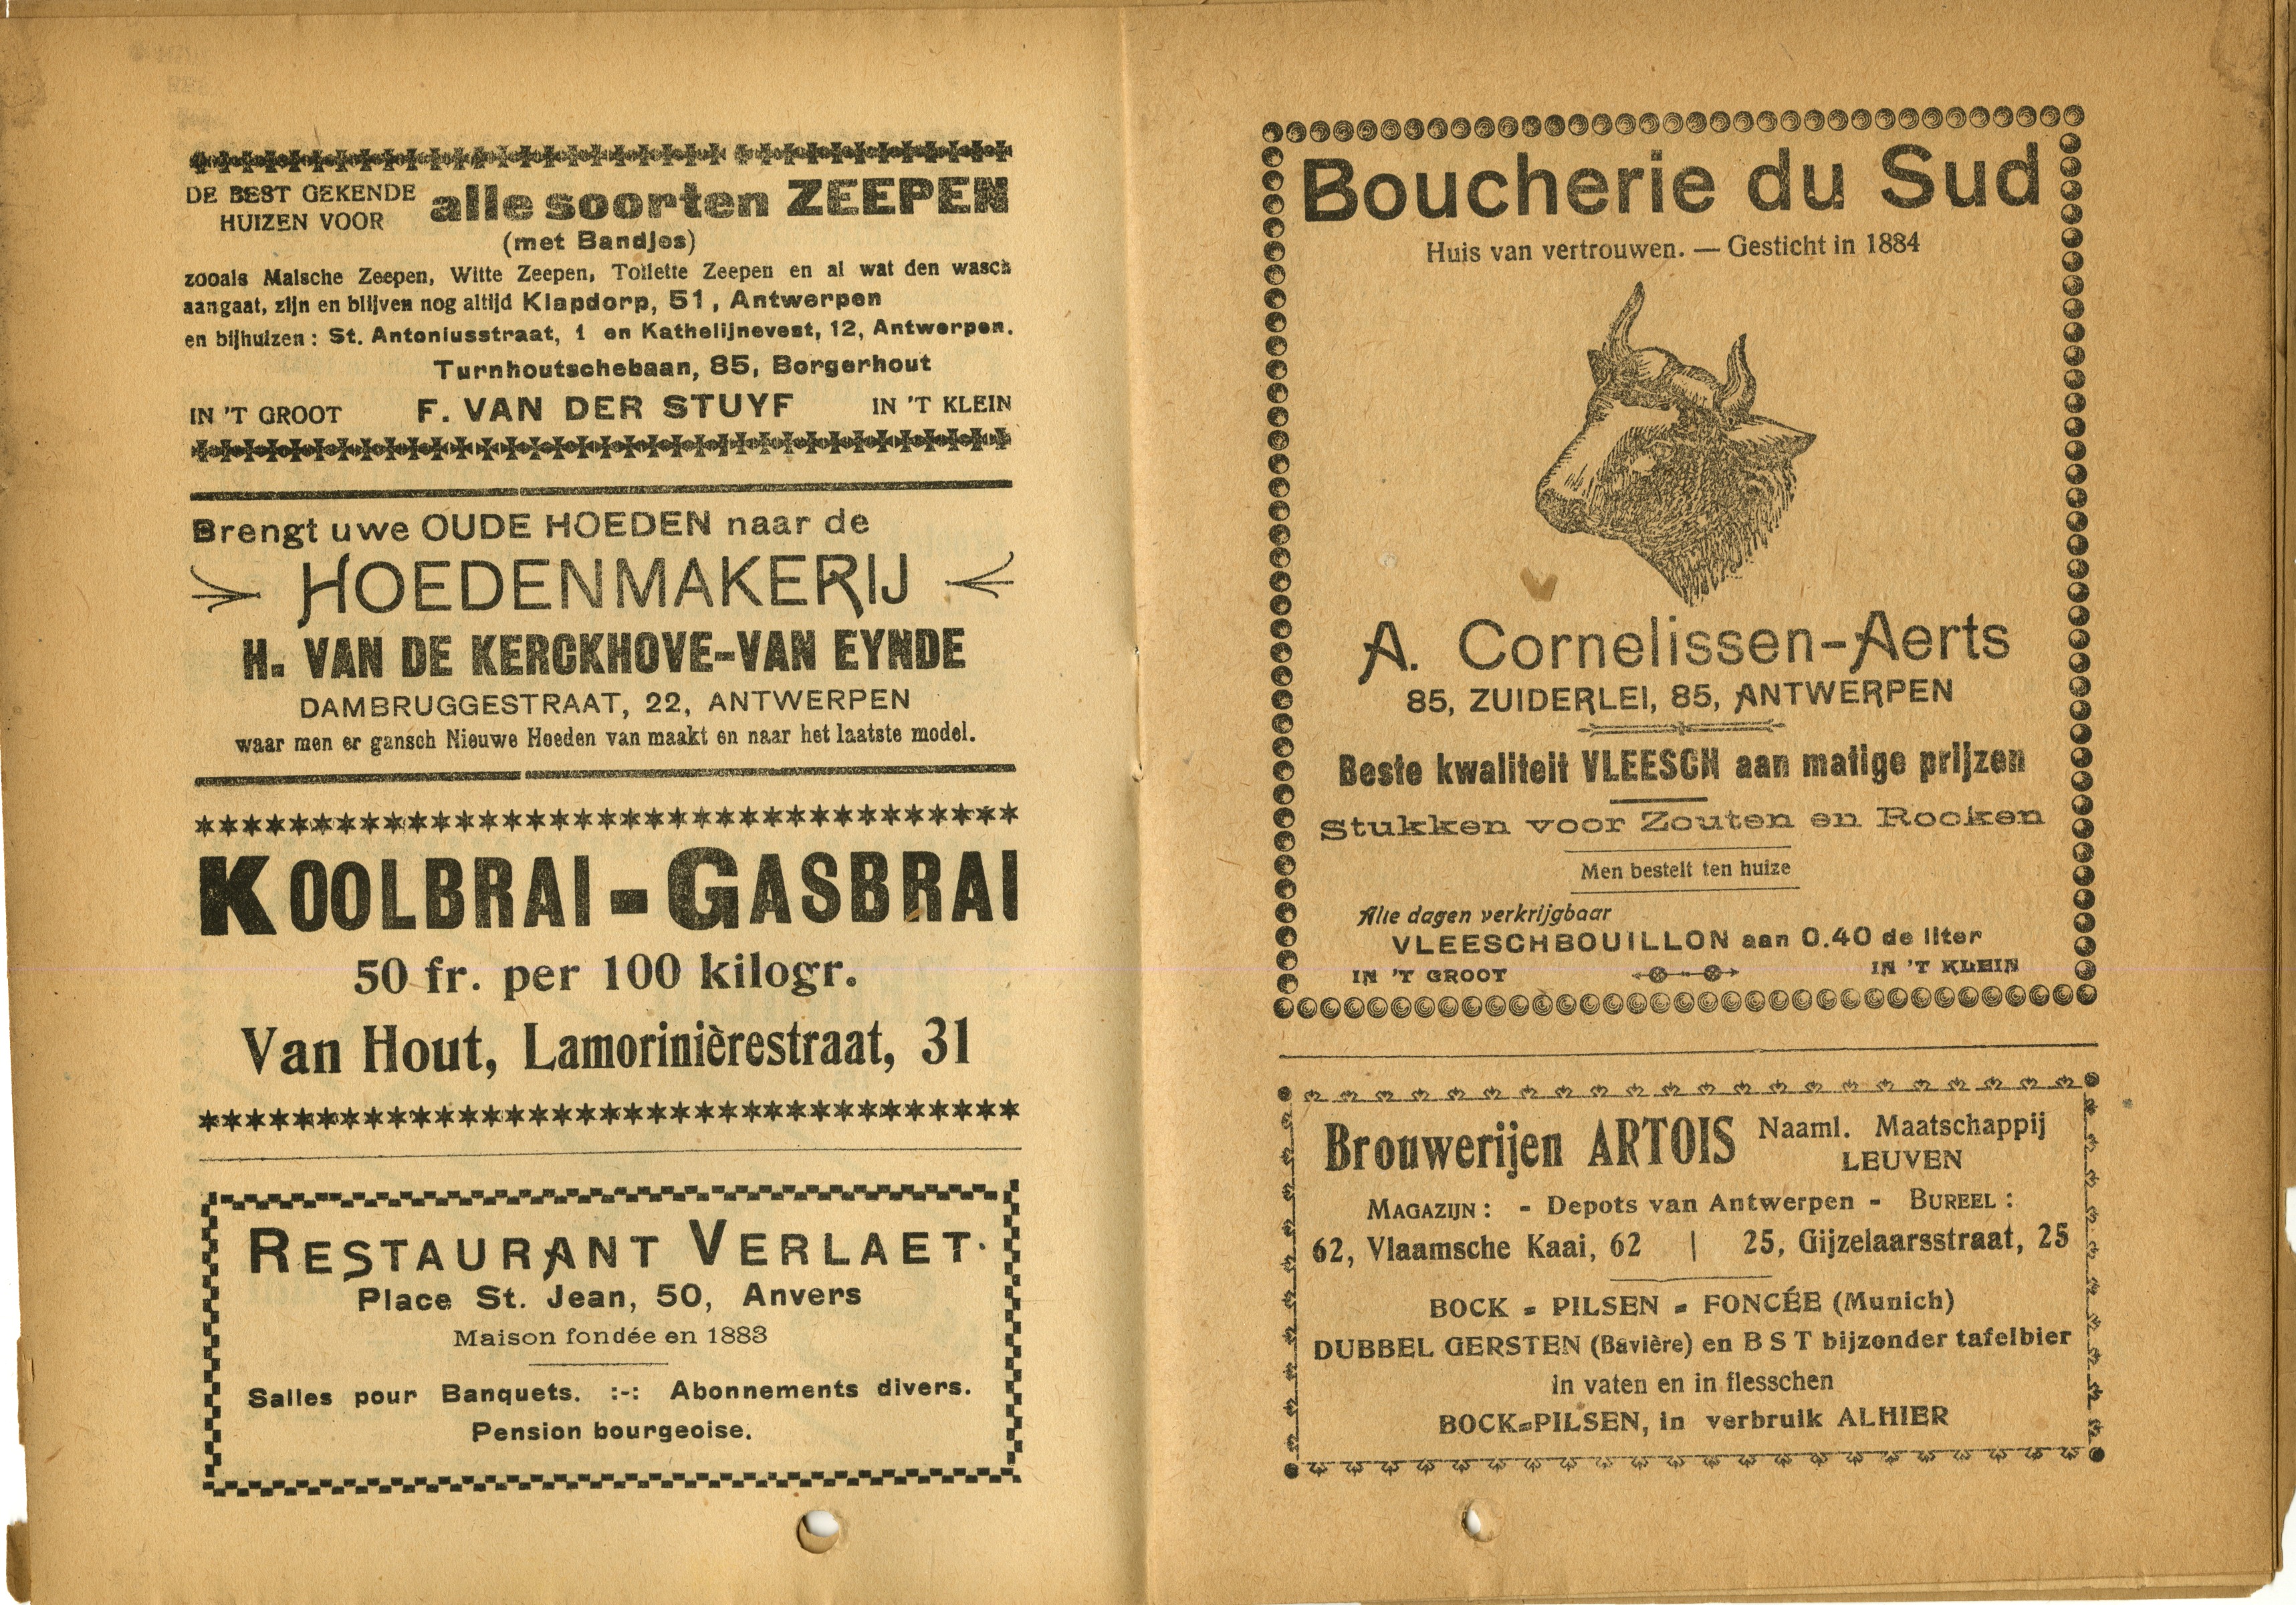 DE BEST GEKENDE
HUIZEN VOOR
alle soorten ZEEPEN
(met Bandjes)
zooals Malsche Zeepen, Witte Zeepen, Toilette Zeepen en al wat den wasch
aangaat, zijn en blijven nog altijd Klapdorp, 51, Antwerpen
en bijhuizen: St. Antoniusstraat, 1 en Kathelijnevest, 12, Antwerpen.
Turnhoutschebaan, 85, Borgerhout
IN 'T GROOT F. VAN DER STUYF IN 'T KLEIN
Brengt uwe OUDE HOEDEN naar de
HOEDENMAKERIJ
H. VAN DE KERCKHOVE-VAN EYNDE
DAMBRUGGESTRAAT, 22, ANTWERPEN
waar men er gansch Nieuwe Hoeden van maakt en naar het laatste model.
KOOLBRAI - GASBRAI
50 fr. per 100 kilogr.
Van Hout, Lamorinièrestraat, 31
RESTAURANT VERLAET.
Place St. Jean, 50, Anvers
Maison fondée en 1883
Salles pour Banquets. :-: Abonnements divers.
Pension bourgeoise.
Boucherie du Sud
Huis van vertrouwen. — Gesticht in 1884
A. Cornelissen-Aerts
85, ZUIDERLEI, 85, ANTWERPEN
Beste kwaliteit VLEESCH aan matige prijzen
Stukken voor Zouten en Rooken
Men bestelt ten huize
Alle dagen verkrijgbaar
VLEESCHBOUILLON aan 0.40 de liter
IN 'T GROOT IN 'T KLEIN
Brouwerijen ARTOIS Naaml. Maatschappij
LEUVEN
MAGAZIJN: - Depots van Antwerpen - BUREEL:
62, Vlaamsche Kaai, 62 | 25, Gijzelaarsstraat, 25
BOCK = PILSEN = FONCÉE (Munich)
DUBBEL GERSTEN (Bavière) en B S T bijzonder tafelbier
in vaten en in flesschen
BOCK=PILSEN, in verbruik ALHIER